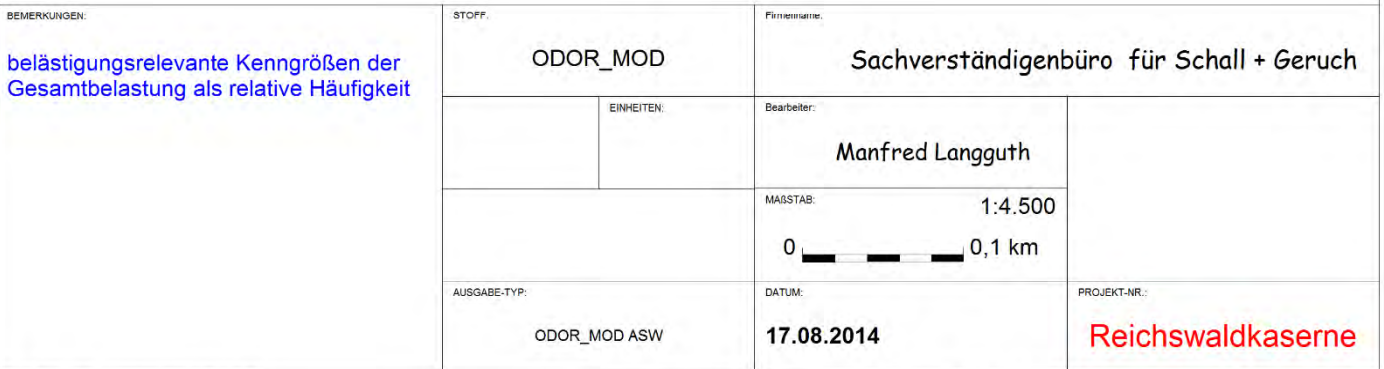 BEMERKUNGEN:
belästigungsrelevante Kenngrößen der
Gesamtbelastung als relative Häufigkeit
STOFF:
ODOR_MOD
Firmenname:
Sachverständigenbüro für Schall + Geruch
EINHEITEN:
Bearbeiter:
Manfred Langguth
MAßSTAB:
1:4.500
0 0,1 km
AUSGABE-TYP:
ODOR_MOD ASW
DATUM:
17.08.2014
PROJEKT-NR.:
Reichswaldkaserne